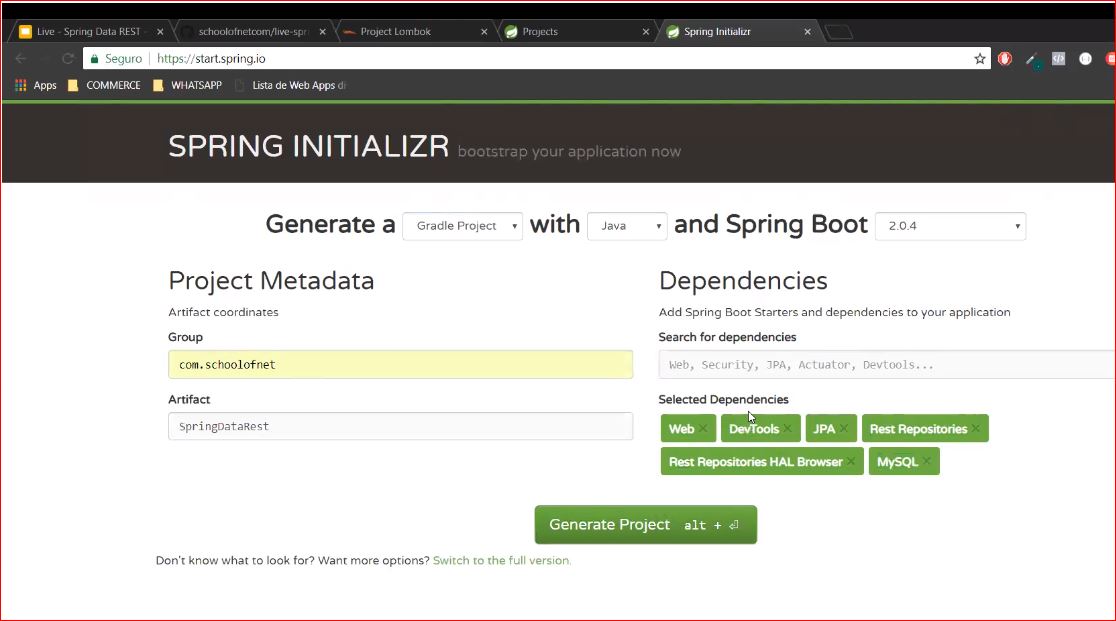 Live - Spring Data REST -
schoolofnetcom/live-spr
Project Lombok
Projects
Spring Initializr
Seguro
https://start.spring.io
Apps
COMMERCE
WHATSAPP
Lista de Web Apps di
SPRING INITIALIZR bootstrap your application now
Generate a Gradle Project with Java and Spring Boot 2.0.4
Project Metadata
Artifact coordinates
Group
com.schoolofnet
Artifact
SpringDataRest
Dependencies
Add Spring Boot Starters and dependencies to your application
Search for dependencies
Web, Security, JPA, Actuator, Devtools...
Selected Dependencies
Web × DevTools × JPA × Rest Repositories ×
Rest Repositories HAL Browser × MySQL ×
Generate Project alt + ⏎
Don't know what to look for? Want more options? Switch to the full version.